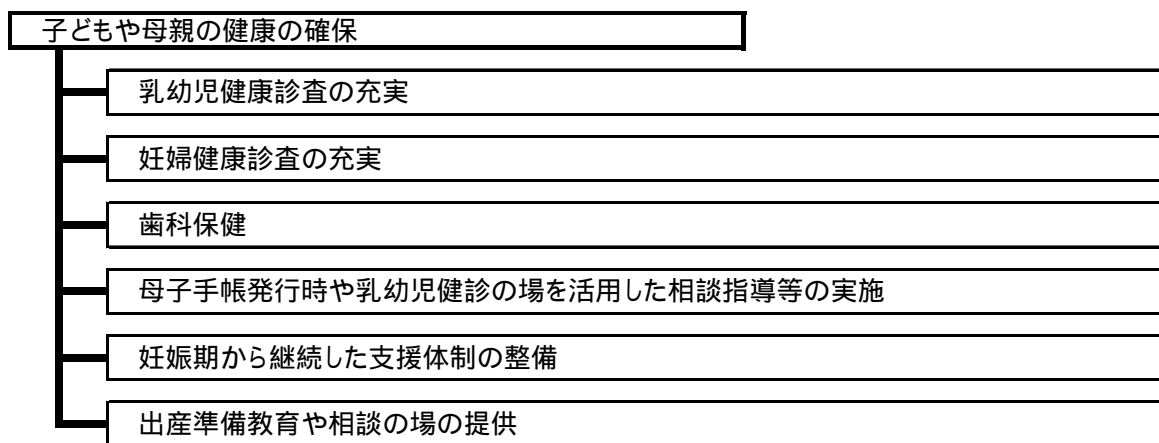 子どもや母親の健康の確保
乳幼児健康診査の充実
妊婦健康診査の充実
歯科保健
母子手帳発行時や乳幼児健診の場を活用した相談指導等の実施
妊娠期から継続した支援体制の整備
出産準備教育や相談の場の提供